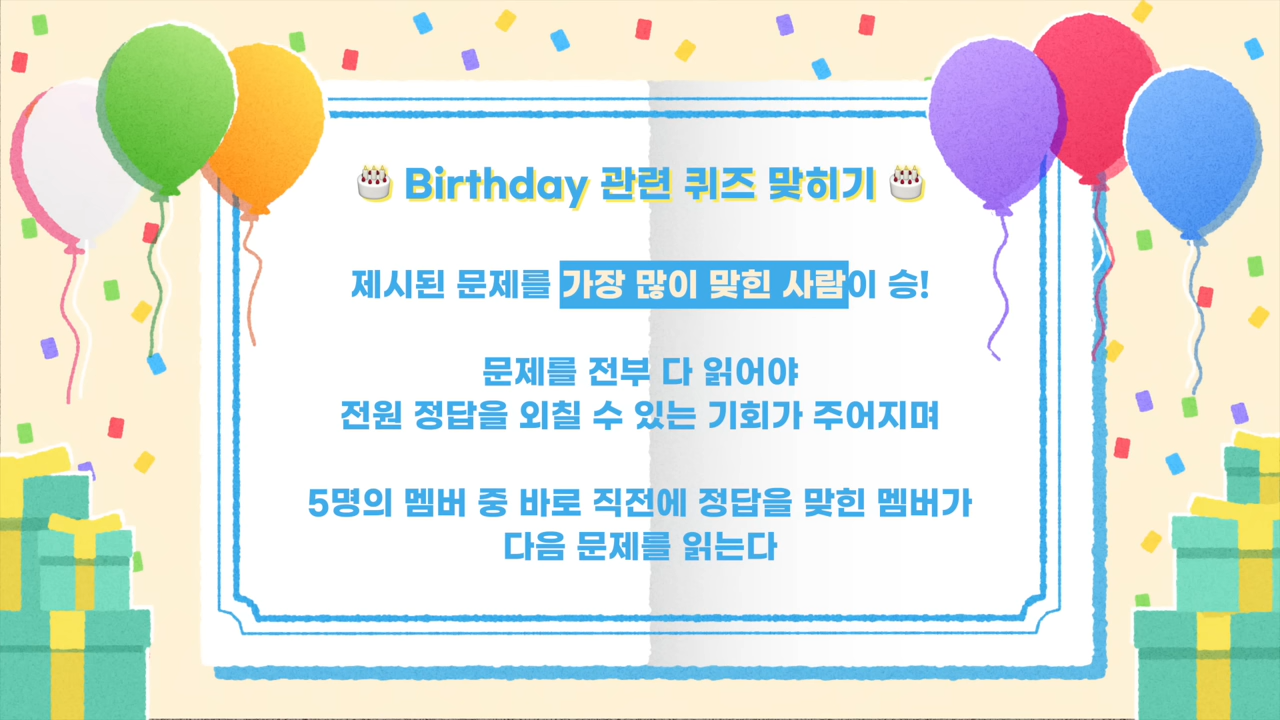 🎂 Birthday 관련 퀴즈 맞히기 🎂
제시된 문제를 가장 많이 맞힌 사람이 승!
문제를 전부 다 읽어야
전원 정답을 외칠 수 있는 기회가 주어지며
5명의 멤버 중 바로 직전에 정답을 맞힌 멤버가
다음 문제를 읽는다